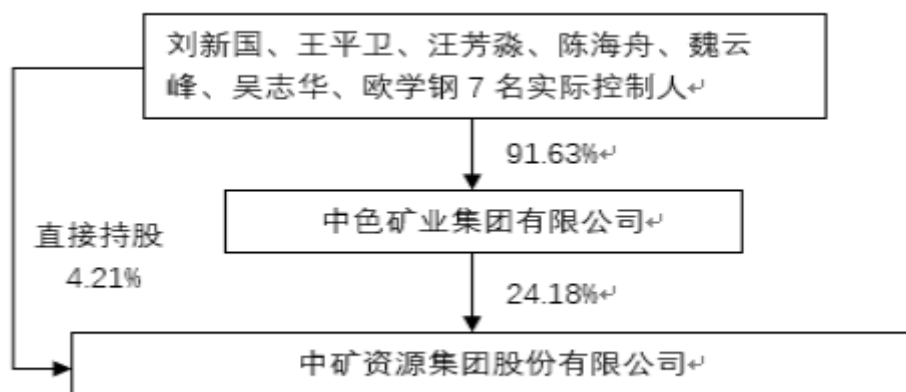 刘新国、王平卫、汪芳淼、陈海舟、魏云
峰、吴志华、欧学钢 7 名实际控制人↵
91.63%↵
中色矿业集团有限公司↵
直接持股
4.21%
24.18%↵
中矿资源集团股份有限公司↵